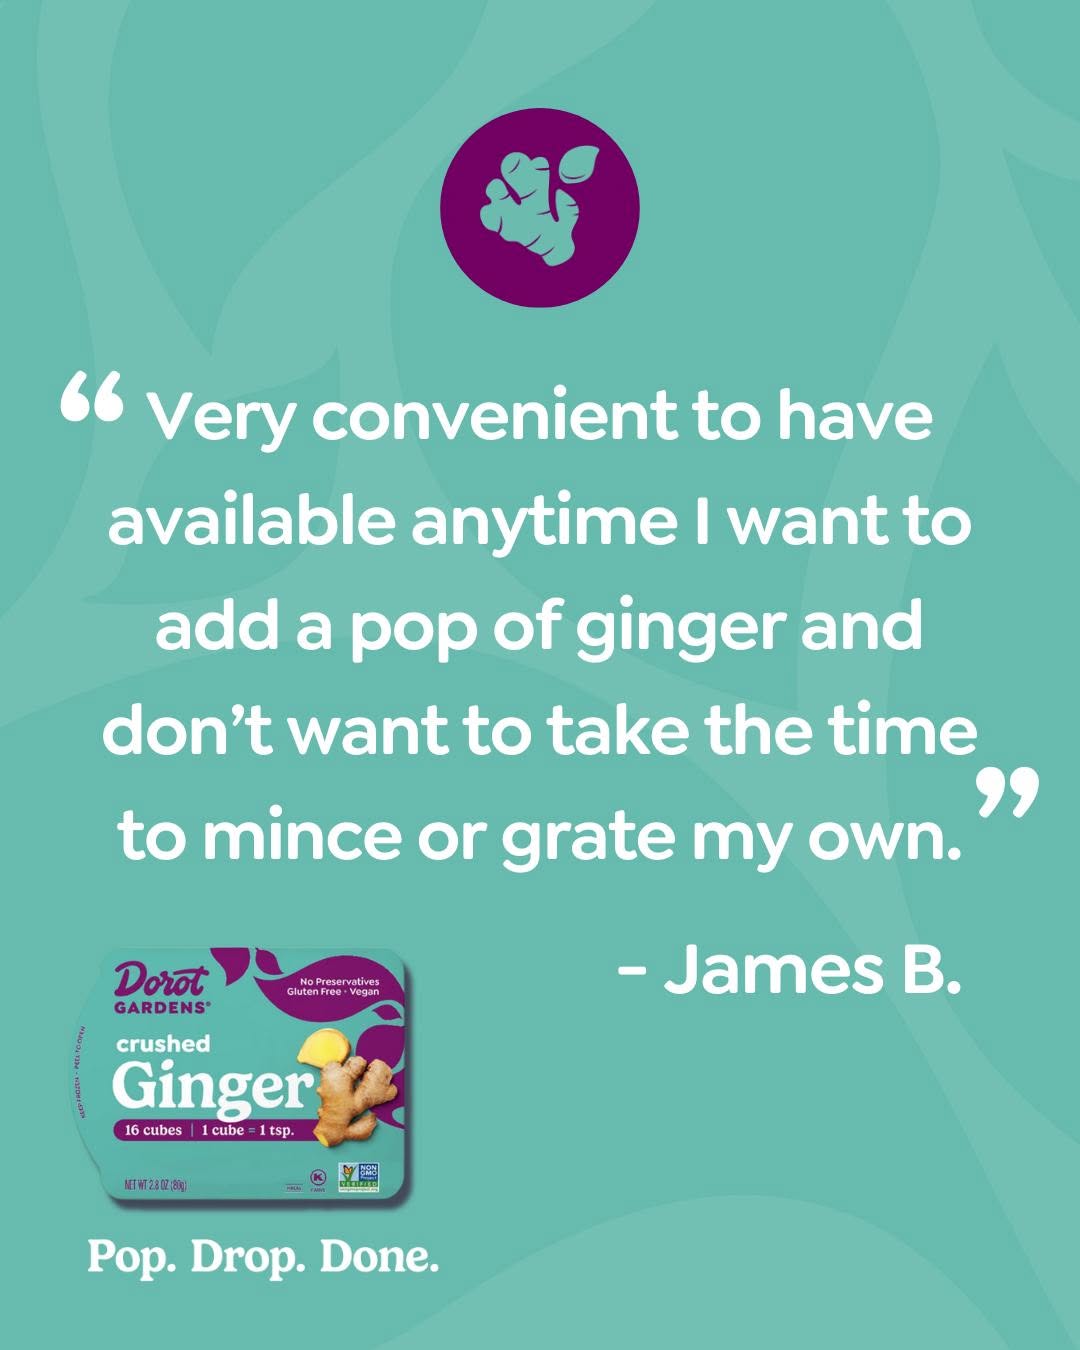 “Very convenient to have
available anytime I want to
add a pop of ginger and
don’t want to take the time
to mince or grate my own.”
- James B.
Dorot
GARDENS®
No Preservatives
Gluten Free · Vegan
KEEP FROZEN - PEEL TO OPEN
crushed
Ginger
16 cubes | 1 cube = 1 tsp.
NET WT 2.8 OZ (80g)
K
NON
GMO
Project
VERIFIED
Pop. Drop. Done.